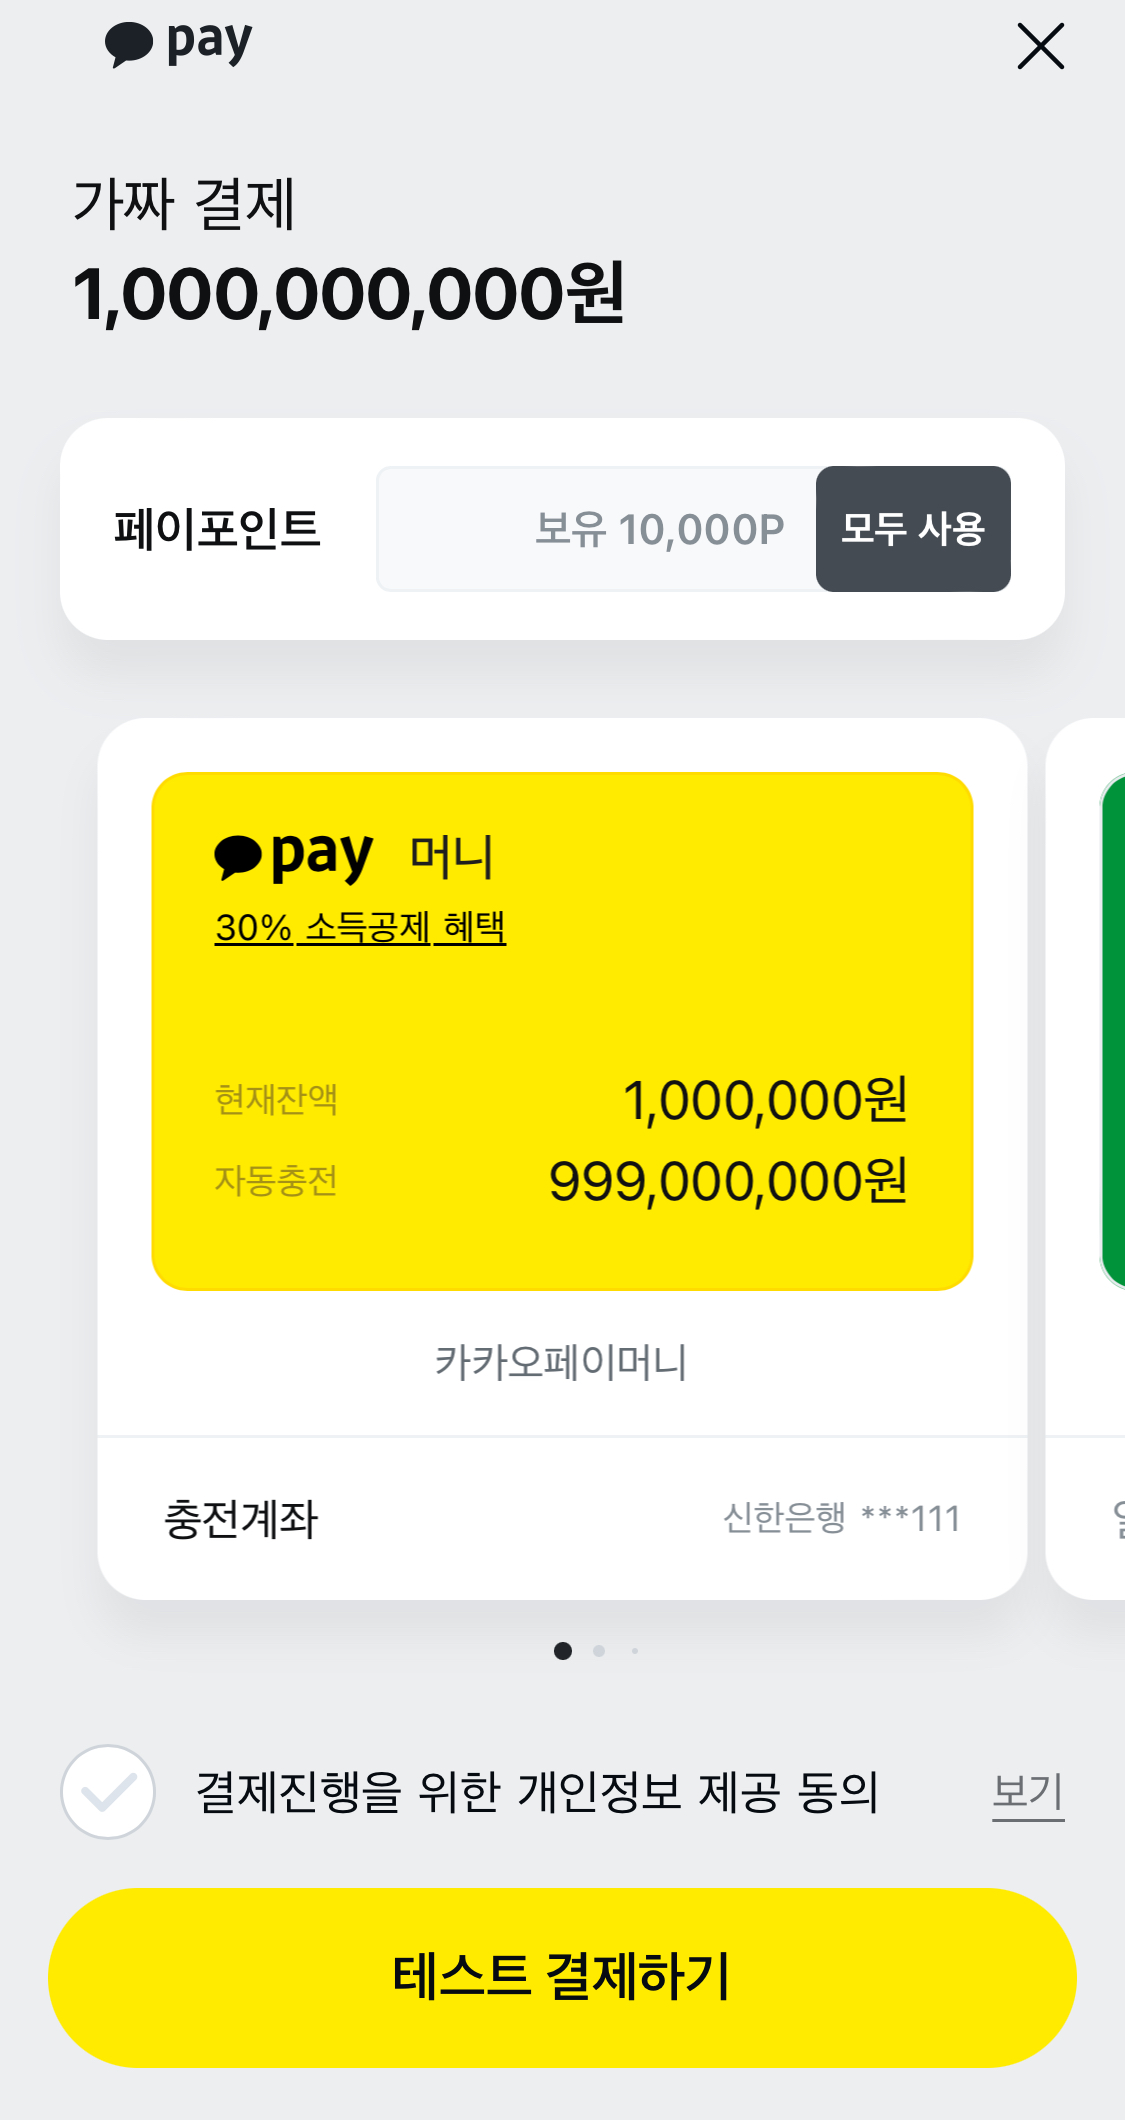 pay
가짜 결제
1,000,000,000원
페이포인트 보유 10,000P 모두 사용
pay 머니
30% 소득공제 혜택
현재잔액 1,000,000원
자동충전 999,000,000원
카카오페이머니
충전계좌 신한은행 ***111
결제진행을 위한 개인정보 제공 동의 보기
테스트 결제하기